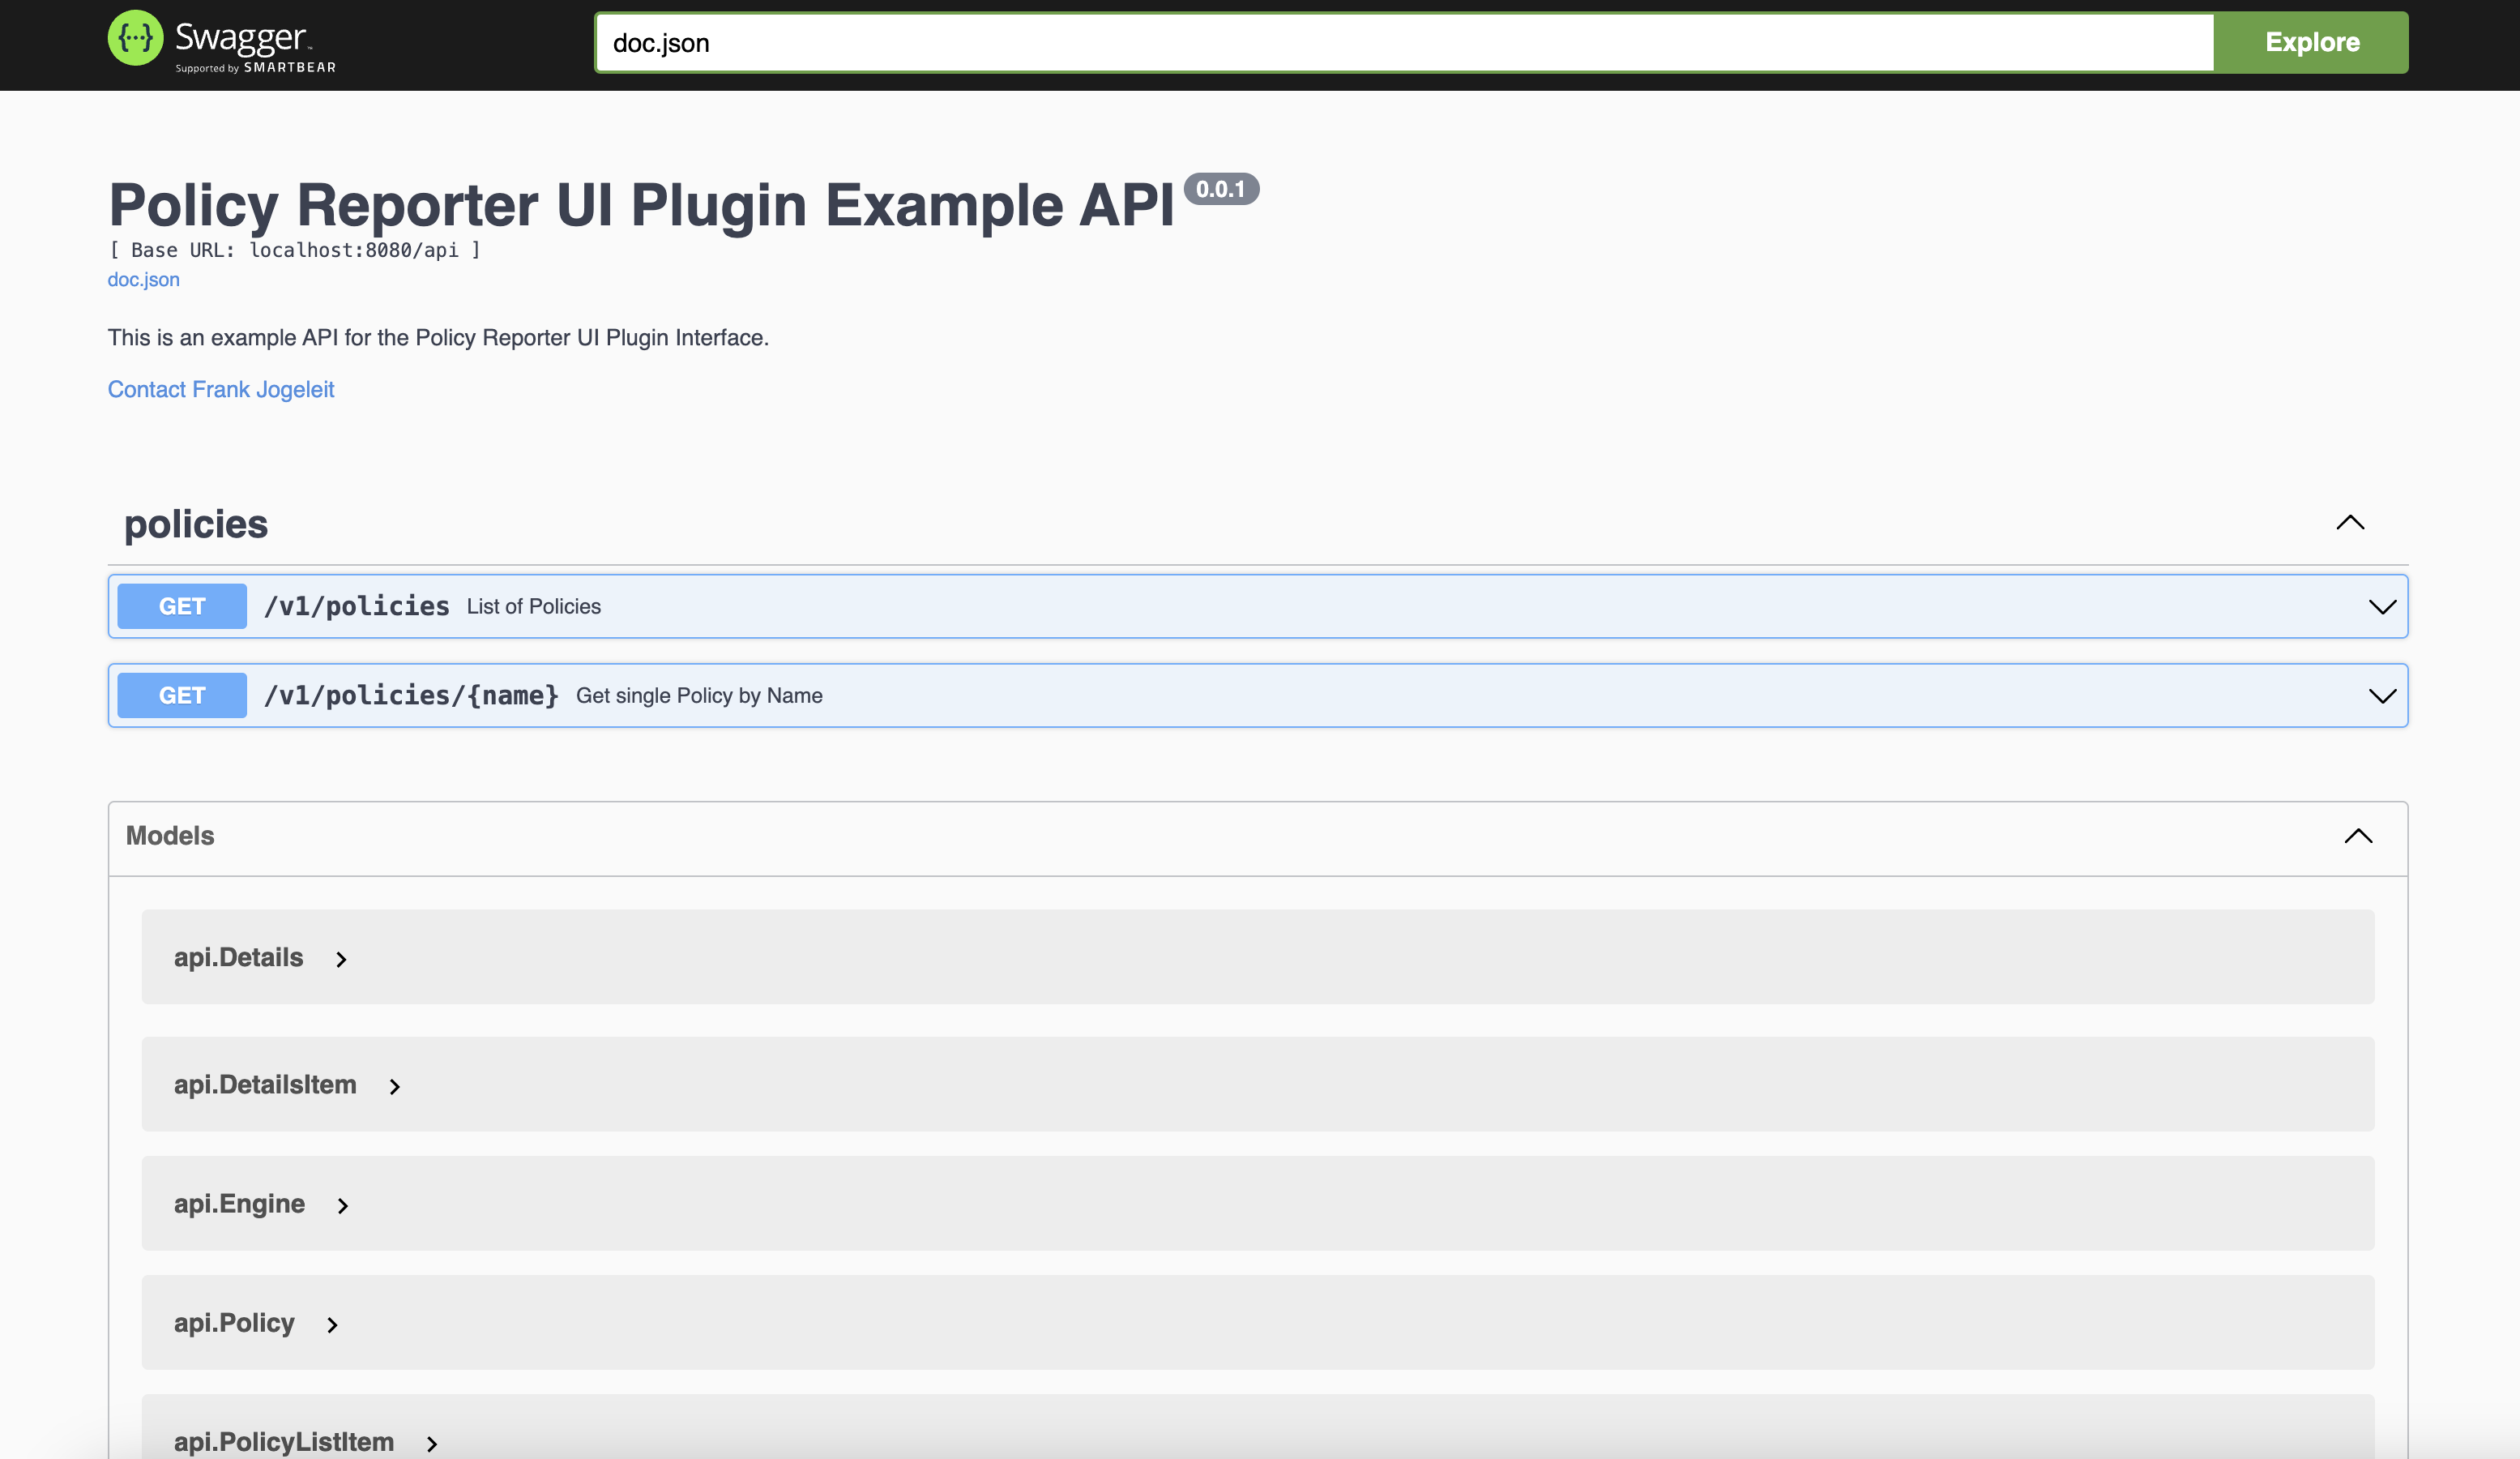 Swagger™
Supported by SMARTBEAR
doc.json
Explore
Policy Reporter UI Plugin Example API 0.0.1
[ Base URL: localhost:8080/api ]
doc.json
This is an example API for the Policy Reporter UI Plugin Interface.
Contact Frank Jogeleit
policies
GET /v1/policies List of Policies
GET /v1/policies/{name} Get single Policy by Name
Models
api.Details
api.DetailsItem
api.Engine
api.Policy
api.PolicyListItem